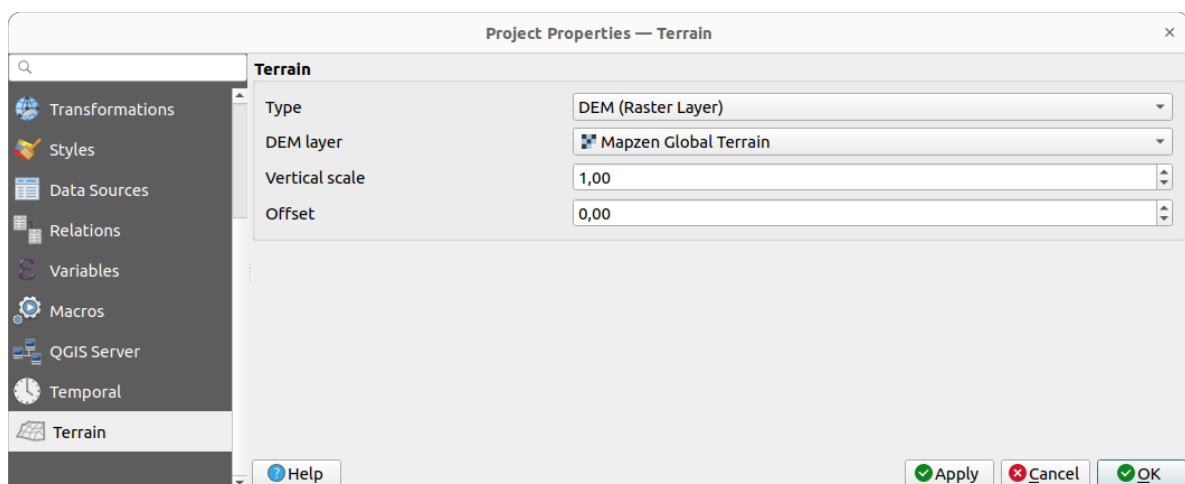 Project Properties — Terrain
Terrain
Transformations
Styles
Data Sources
Relations
Variables
Macros
QGIS Server
Temporal
Terrain
Type
DEM (Raster Layer)
DEM layer
Mapzen Global Terrain
Vertical scale
1,00
Offset
0,00
Help
Apply
Cancel
OK